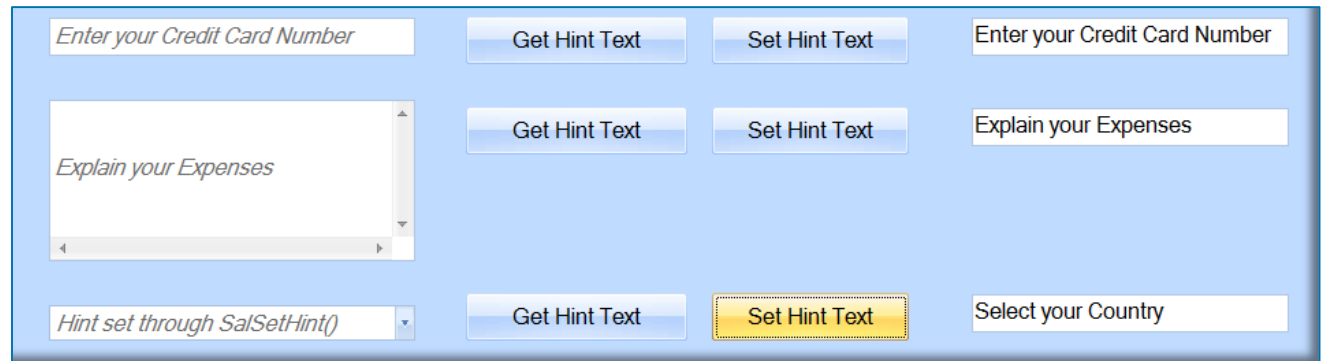 Enter your Credit Card Number Get Hint Text Set Hint Text Enter your Credit Card Number
Explain your Expenses Get Hint Text Set Hint Text Explain your Expenses
Hint set through SalSetHint() Get Hint Text Set Hint Text Select your Country